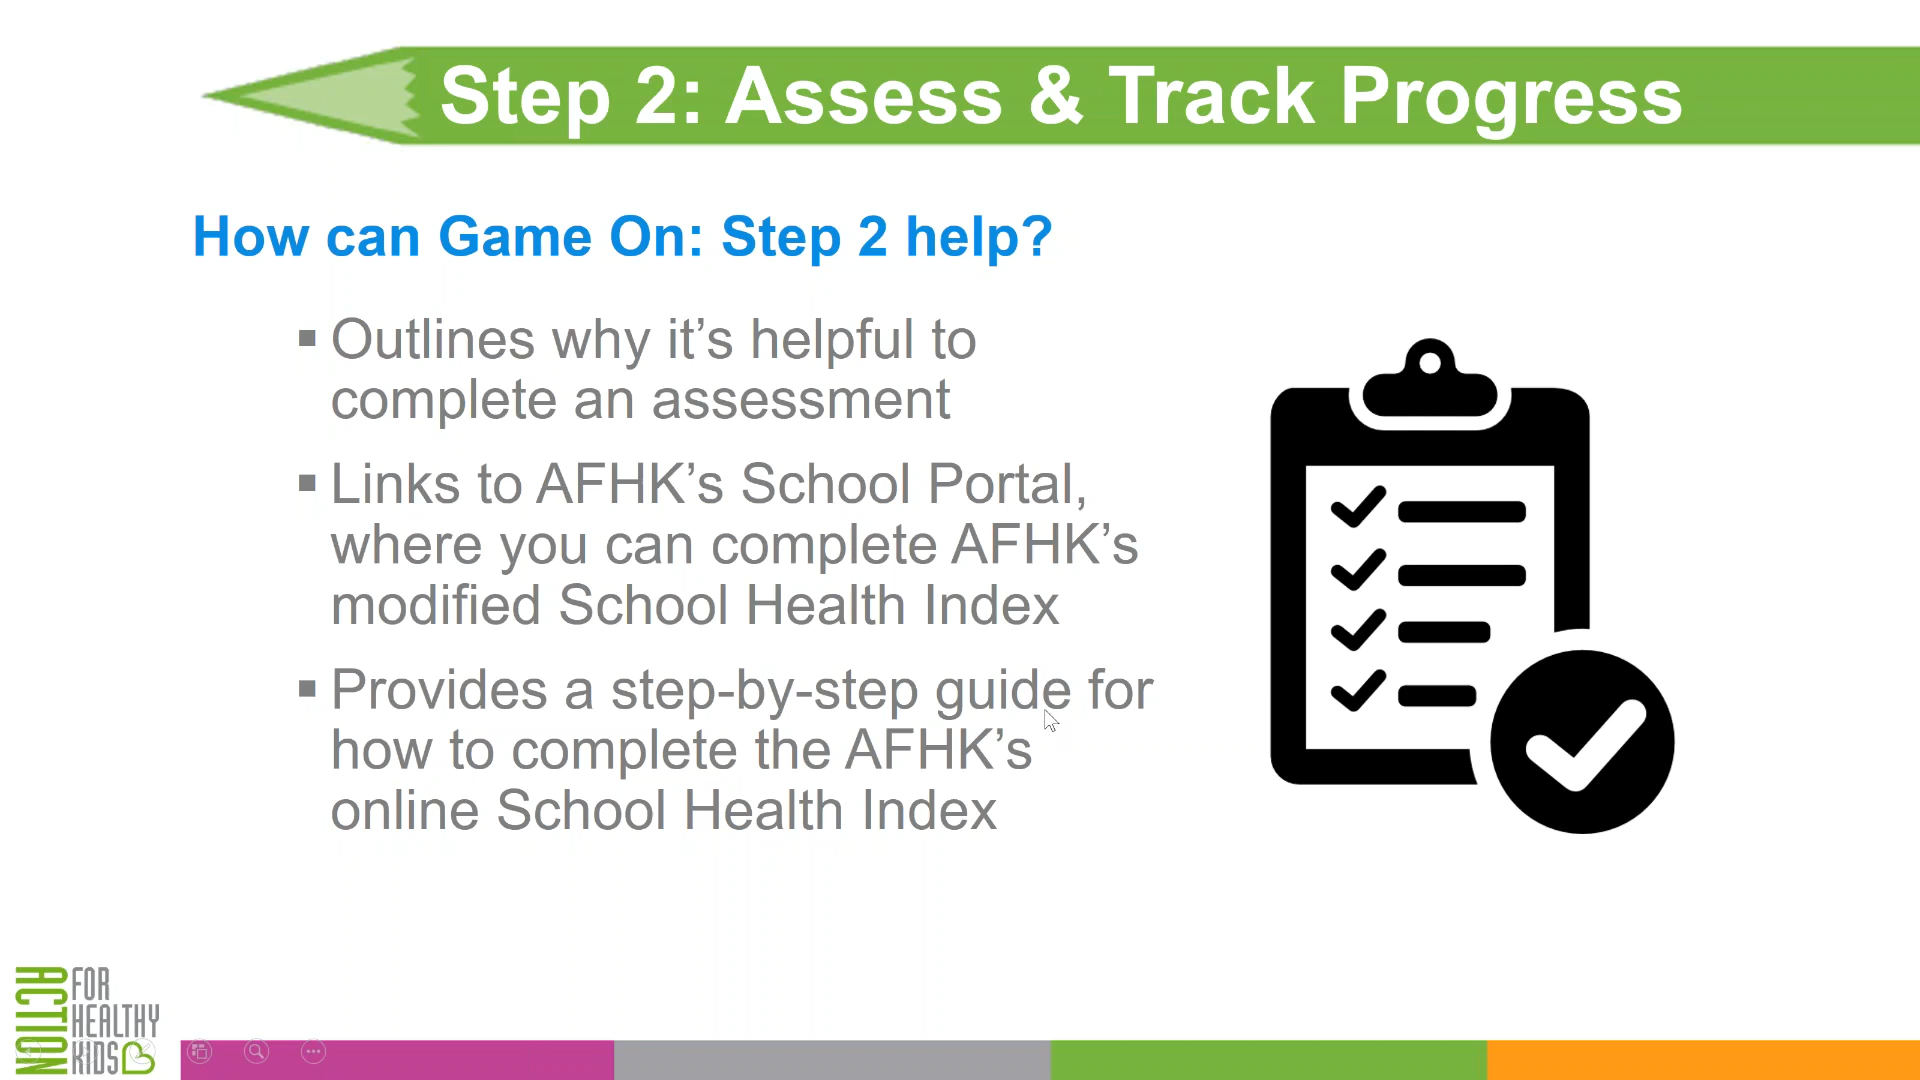 Step 2: Assess & Track Progress
How can Game On: Step 2 help?
▪ Outlines why it’s helpful to
complete an assessment
▪ Links to AFHK’s School Portal,
where you can complete AFHK’s
modified School Health Index
▪ Provides a step-by-step guide for
how to complete the AFHK’s
online School Health Index
ACTION
FOR
HEALTHY
KIDS